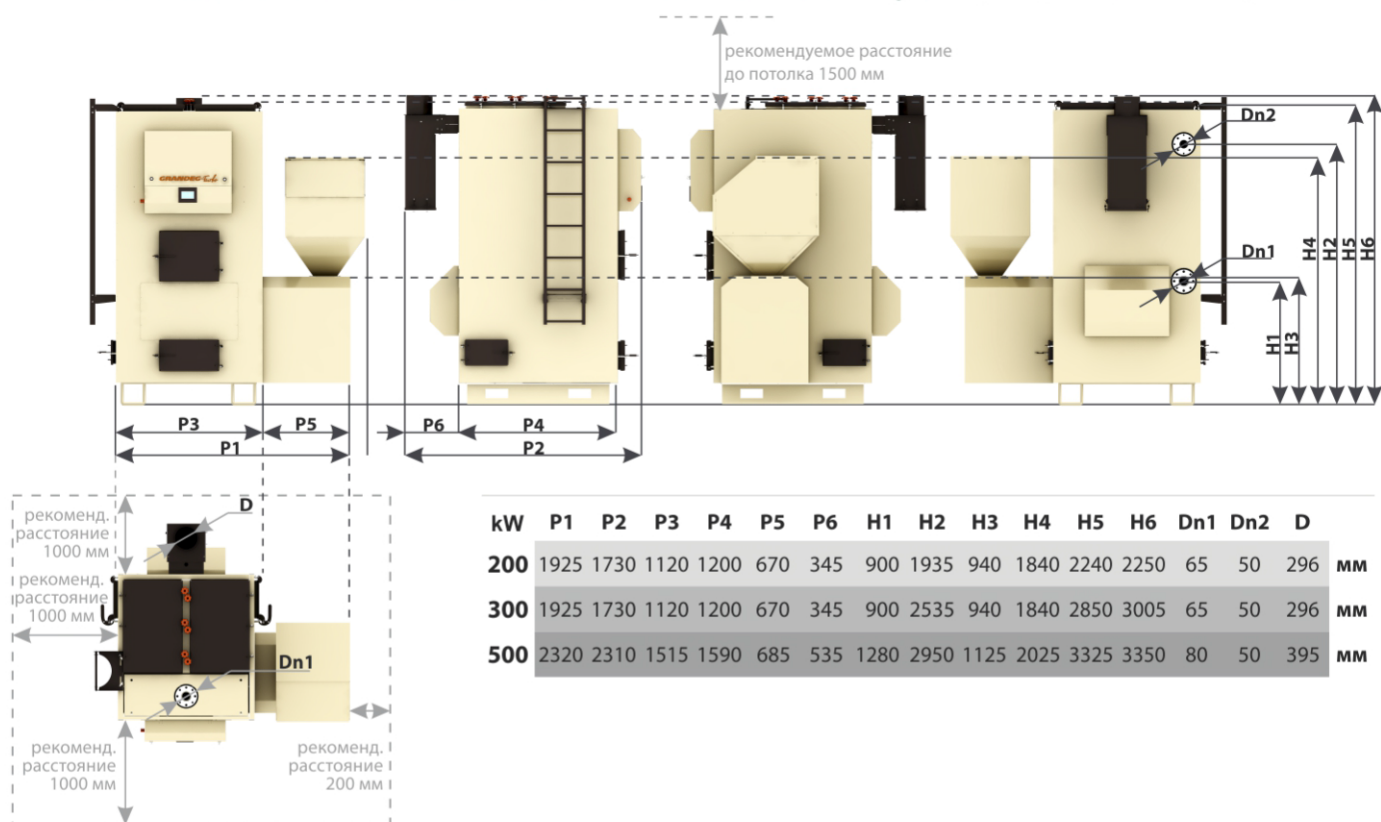 рекомендуемое расстояние
до потолка 1500 мм
Dn2
GRANDEG
H4
H2
H5
H6
Dn1
H1
H3
P3
P5
P6
P4
P1
P2
D
рекоменд.
расстояние
1000 мм
рекоменд.
расстояние
1000 мм
Dn1
рекоменд.
расстояние
1000 мм
рекоменд.
расстояние
200 мм
kW P1 P2 P3 P4 P5 P6 H1 H2 H3 H4 H5 H6 Dn1 Dn2 D
200 1925 1730 1120 1200 670 345 900 1935 940 1840 2240 2250 65 50 296 мм
300 1925 1730 1120 1200 670 345 900 2535 940 1840 2850 3005 65 50 296
500 2320 2310 1515 1590 685 535 1280 2950 1125 2025 3325 3350 80 50 395 мм